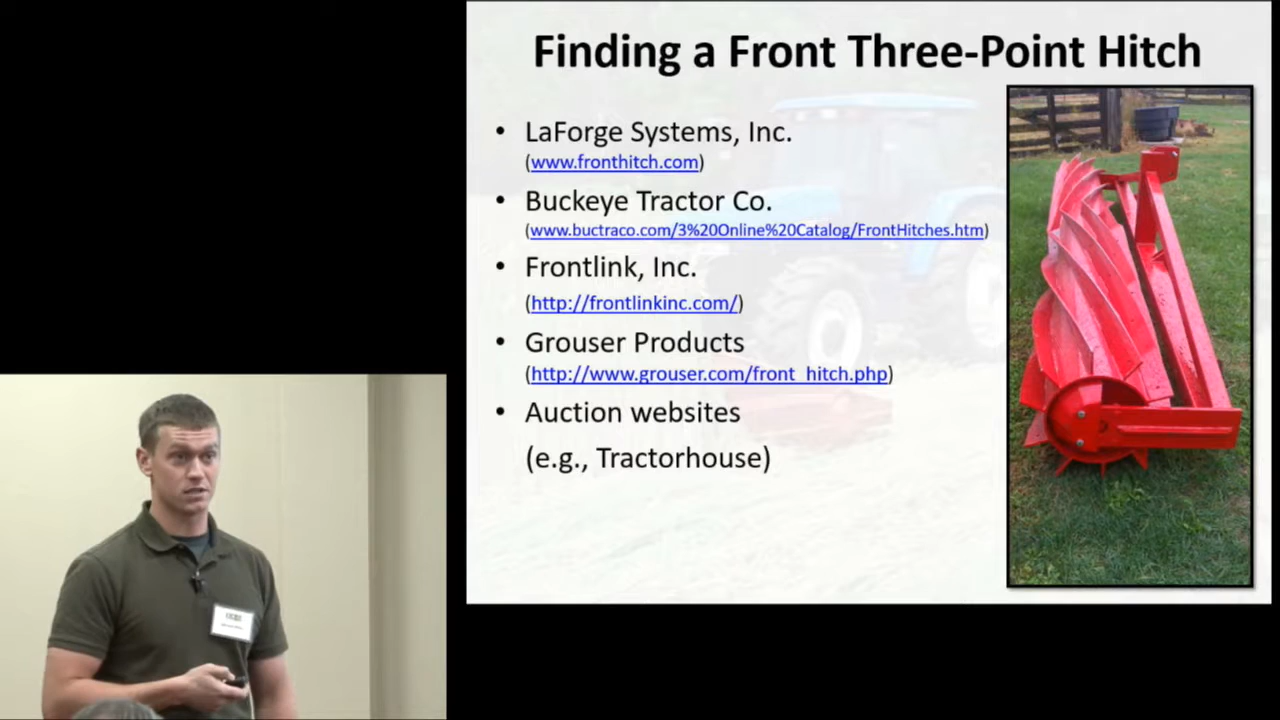 Finding a Front Three-Point Hitch
• LaForge Systems, Inc.
(www.fronthitch.com)
• Buckeye Tractor Co.
(www.buctraco.com/3%20Online%20Catalog/FrontHitches.htm)
• Frontlink, Inc.
(http://frontlinkinc.com/)
• Grouser Products
(http://www.grouser.com/front_hitch.php)
• Auction websites
(e.g., Tractorhouse)